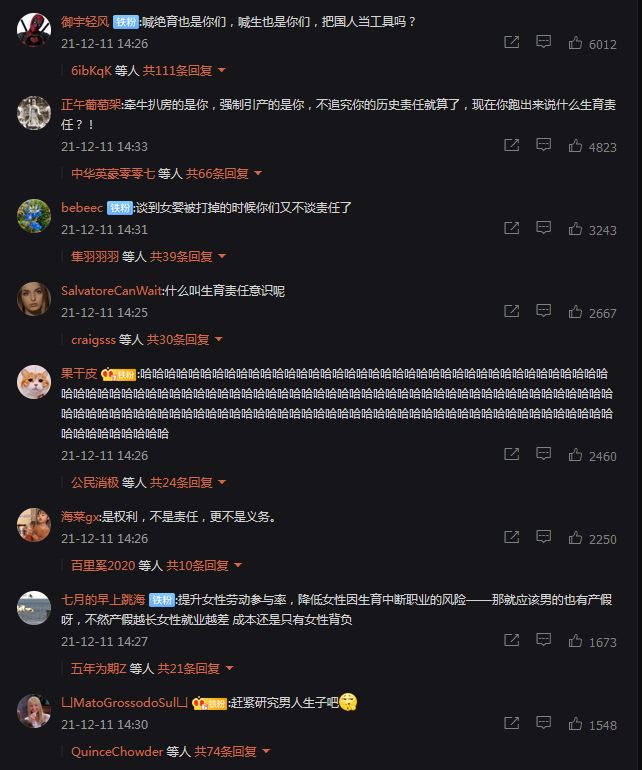 御宇轻风 铁粉:喊绝育也是你们，喊生也是你们，把国人当工具吗？
21-12-11 14:26
6012
6ibKqK 等人 共111条回复
正午葡萄架:牵牛扒房的是你，强制引产的是你，不追究你的历史责任就算了，现在你跑出来说什么生育责
任？！
21-12-11 14:33
4823
中华英豪零零七 等人 共66条回复
bebeec 铁粉:谈到女婴被打掉的时候你们又不谈责任了
21-12-11 14:31
3243
隼羽羽羽 等人 共39条回复
SalvatoreCanWait:什么叫生育责任意识呢
21-12-11 14:25
2667
craigsss 等人 共30条回复
果干皮 铁粉:哈哈哈哈哈哈哈哈哈哈哈哈哈哈哈哈哈哈哈哈哈哈哈哈哈哈哈哈哈哈哈哈哈哈哈哈哈哈哈
哈哈哈哈哈哈哈哈哈哈哈哈哈哈哈哈哈哈哈哈哈哈哈哈哈哈哈哈哈哈哈哈哈哈哈哈哈哈哈哈哈哈哈哈哈哈
哈哈哈哈哈哈哈哈哈哈哈哈哈哈哈哈哈哈哈哈哈哈哈哈哈哈哈哈哈哈哈哈哈哈哈哈哈哈哈哈哈哈哈哈哈哈
哈哈哈哈哈哈哈哈哈
21-12-11 14:26
2460
公民消极 等人 共24条回复
海菜gx:是权利，不是责任，更不是义务。
21-12-11 14:26
2250
百里奚2020 等人 共10条回复
七月的早上跳海 铁粉:提升女性劳动参与率，降低女性因生育中断职业的风险——那就应该男的也有产假
呀，不然产假越长女性就业越差 成本还是只有女性背负
21-12-11 14:27
1673
五年为期Z 等人 共21条回复
凵MatoGrossodoSul凵 铁粉:赶紧研究男人生子吧
21-12-11 14:30
1548
QuinceChowder 等人 共74条回复